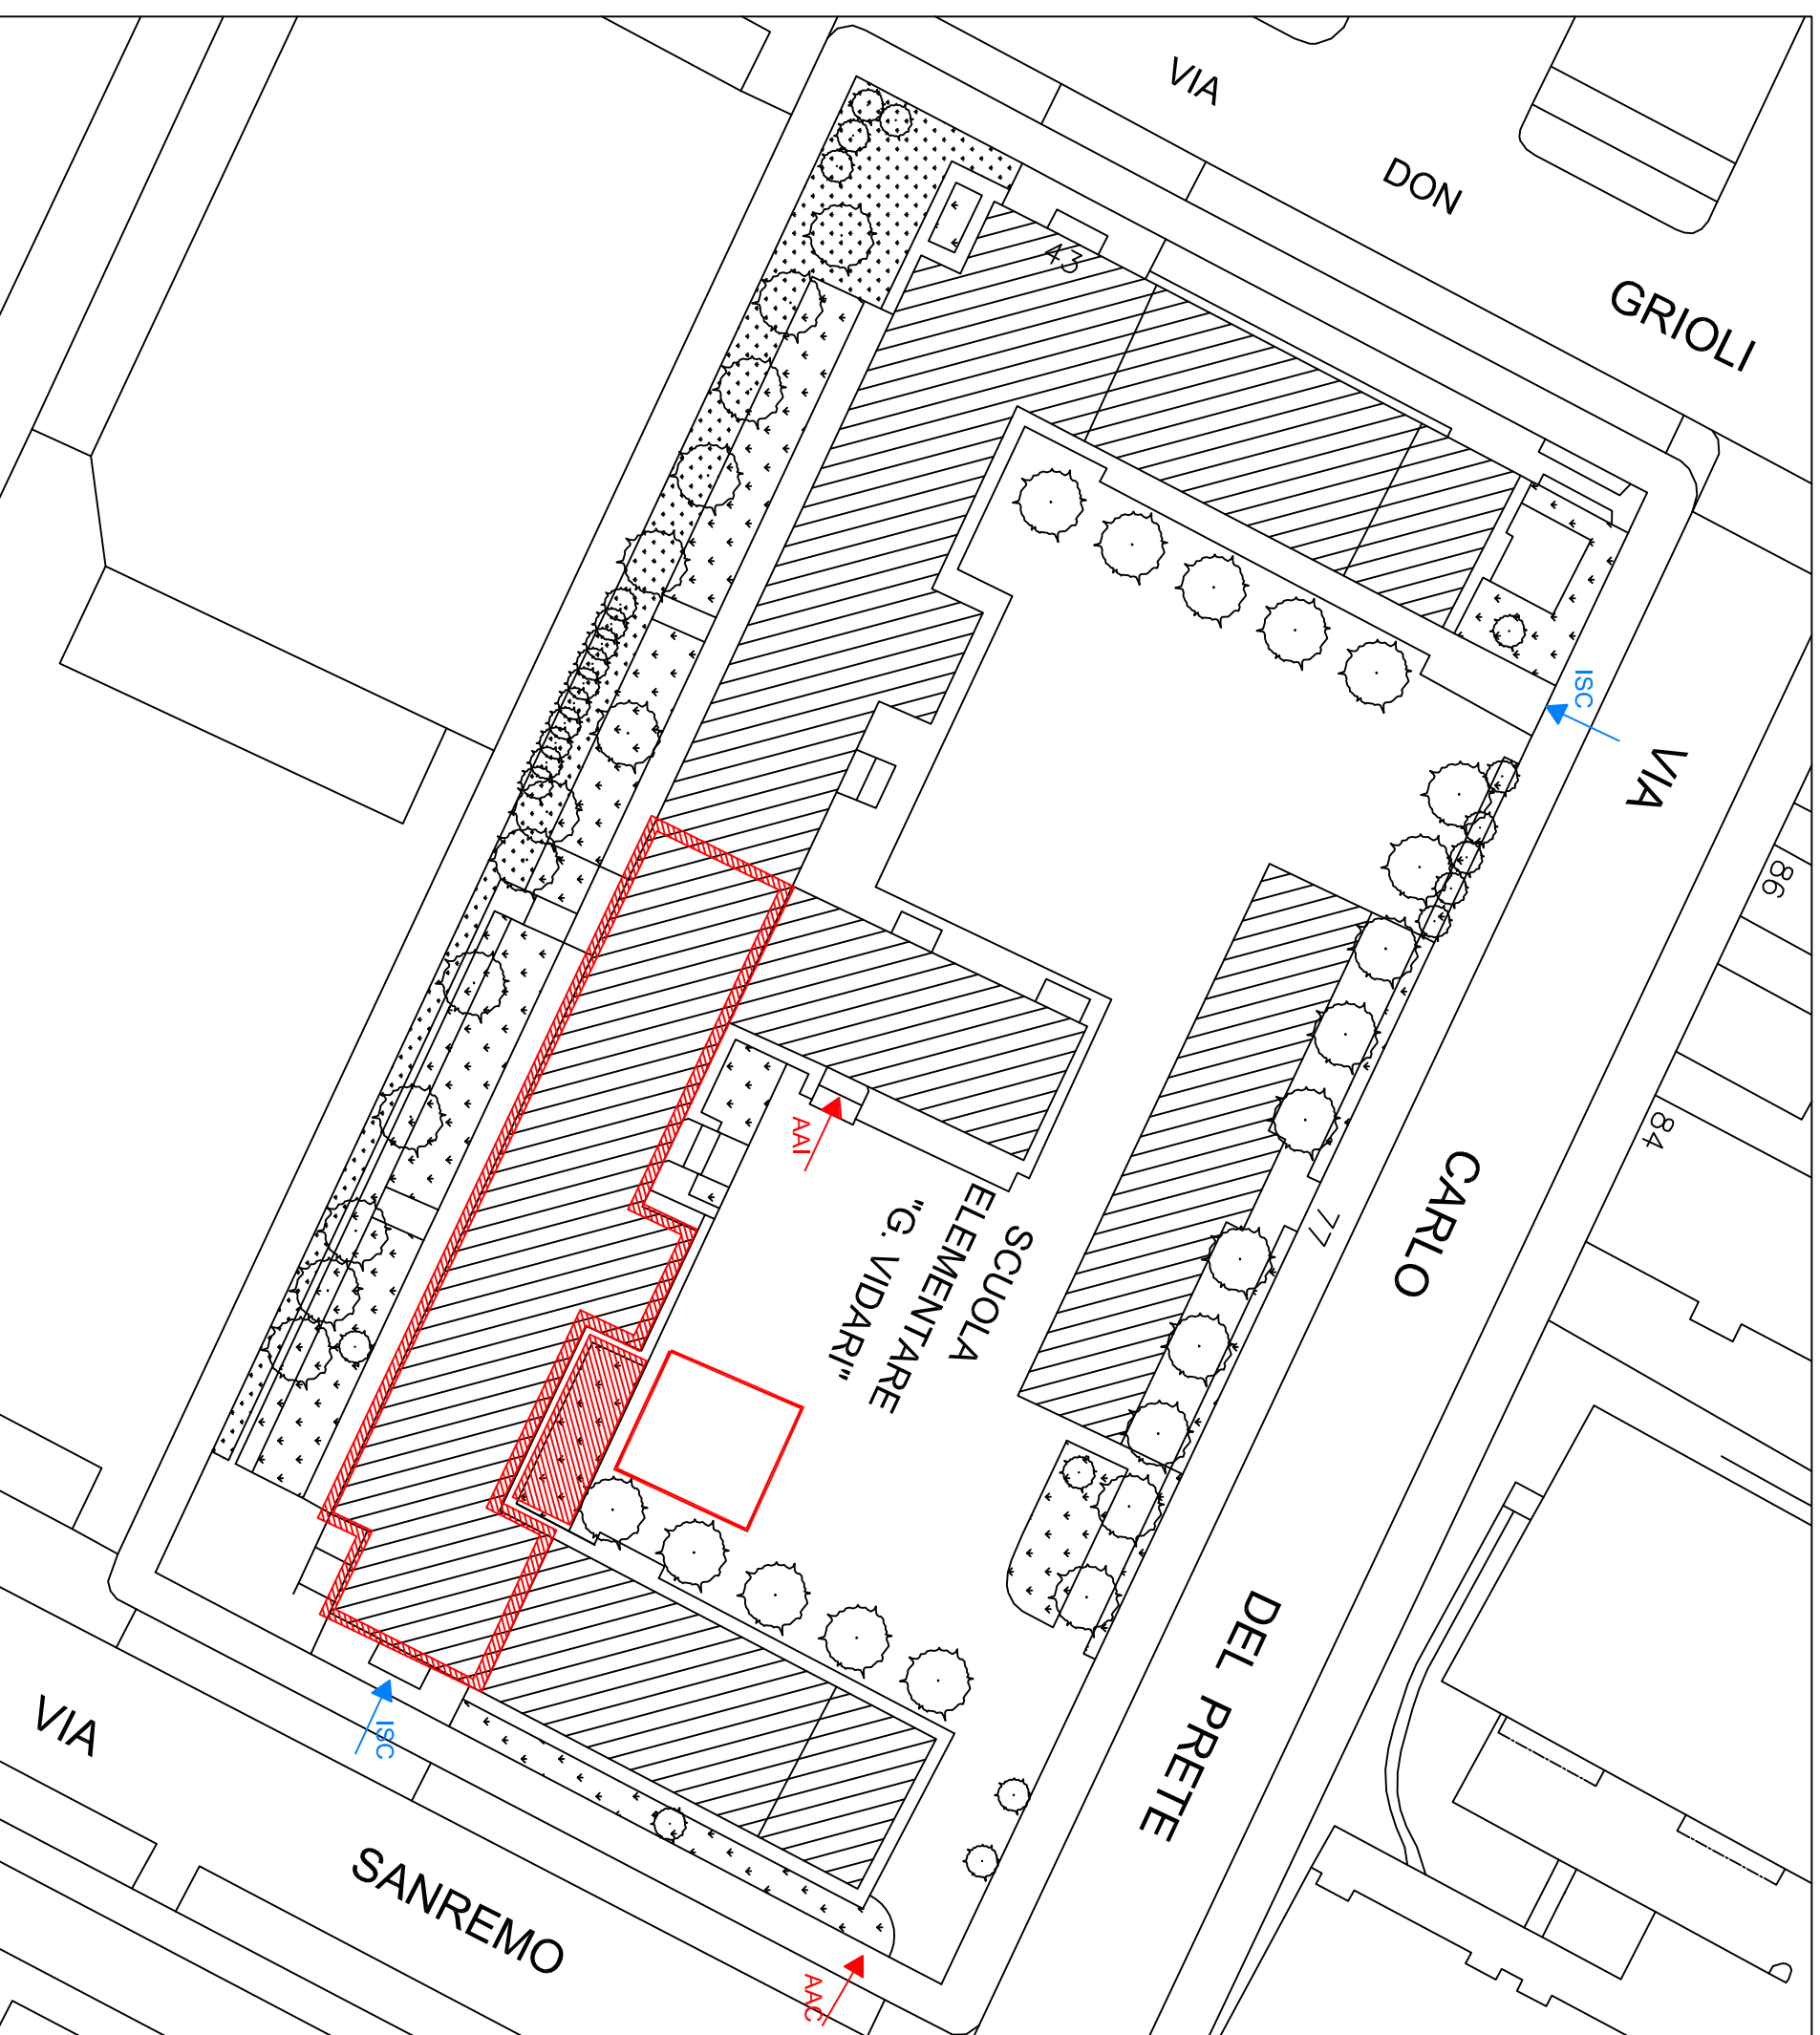 VIA
DON
GRIOLI
43
ISC
VIA
86
84
CARLO
77
AAI
SCUOLA
ELEMENTARE
"G. VIDARI"
DEL PRETE
ISC
VIA
SANREMO
AAC